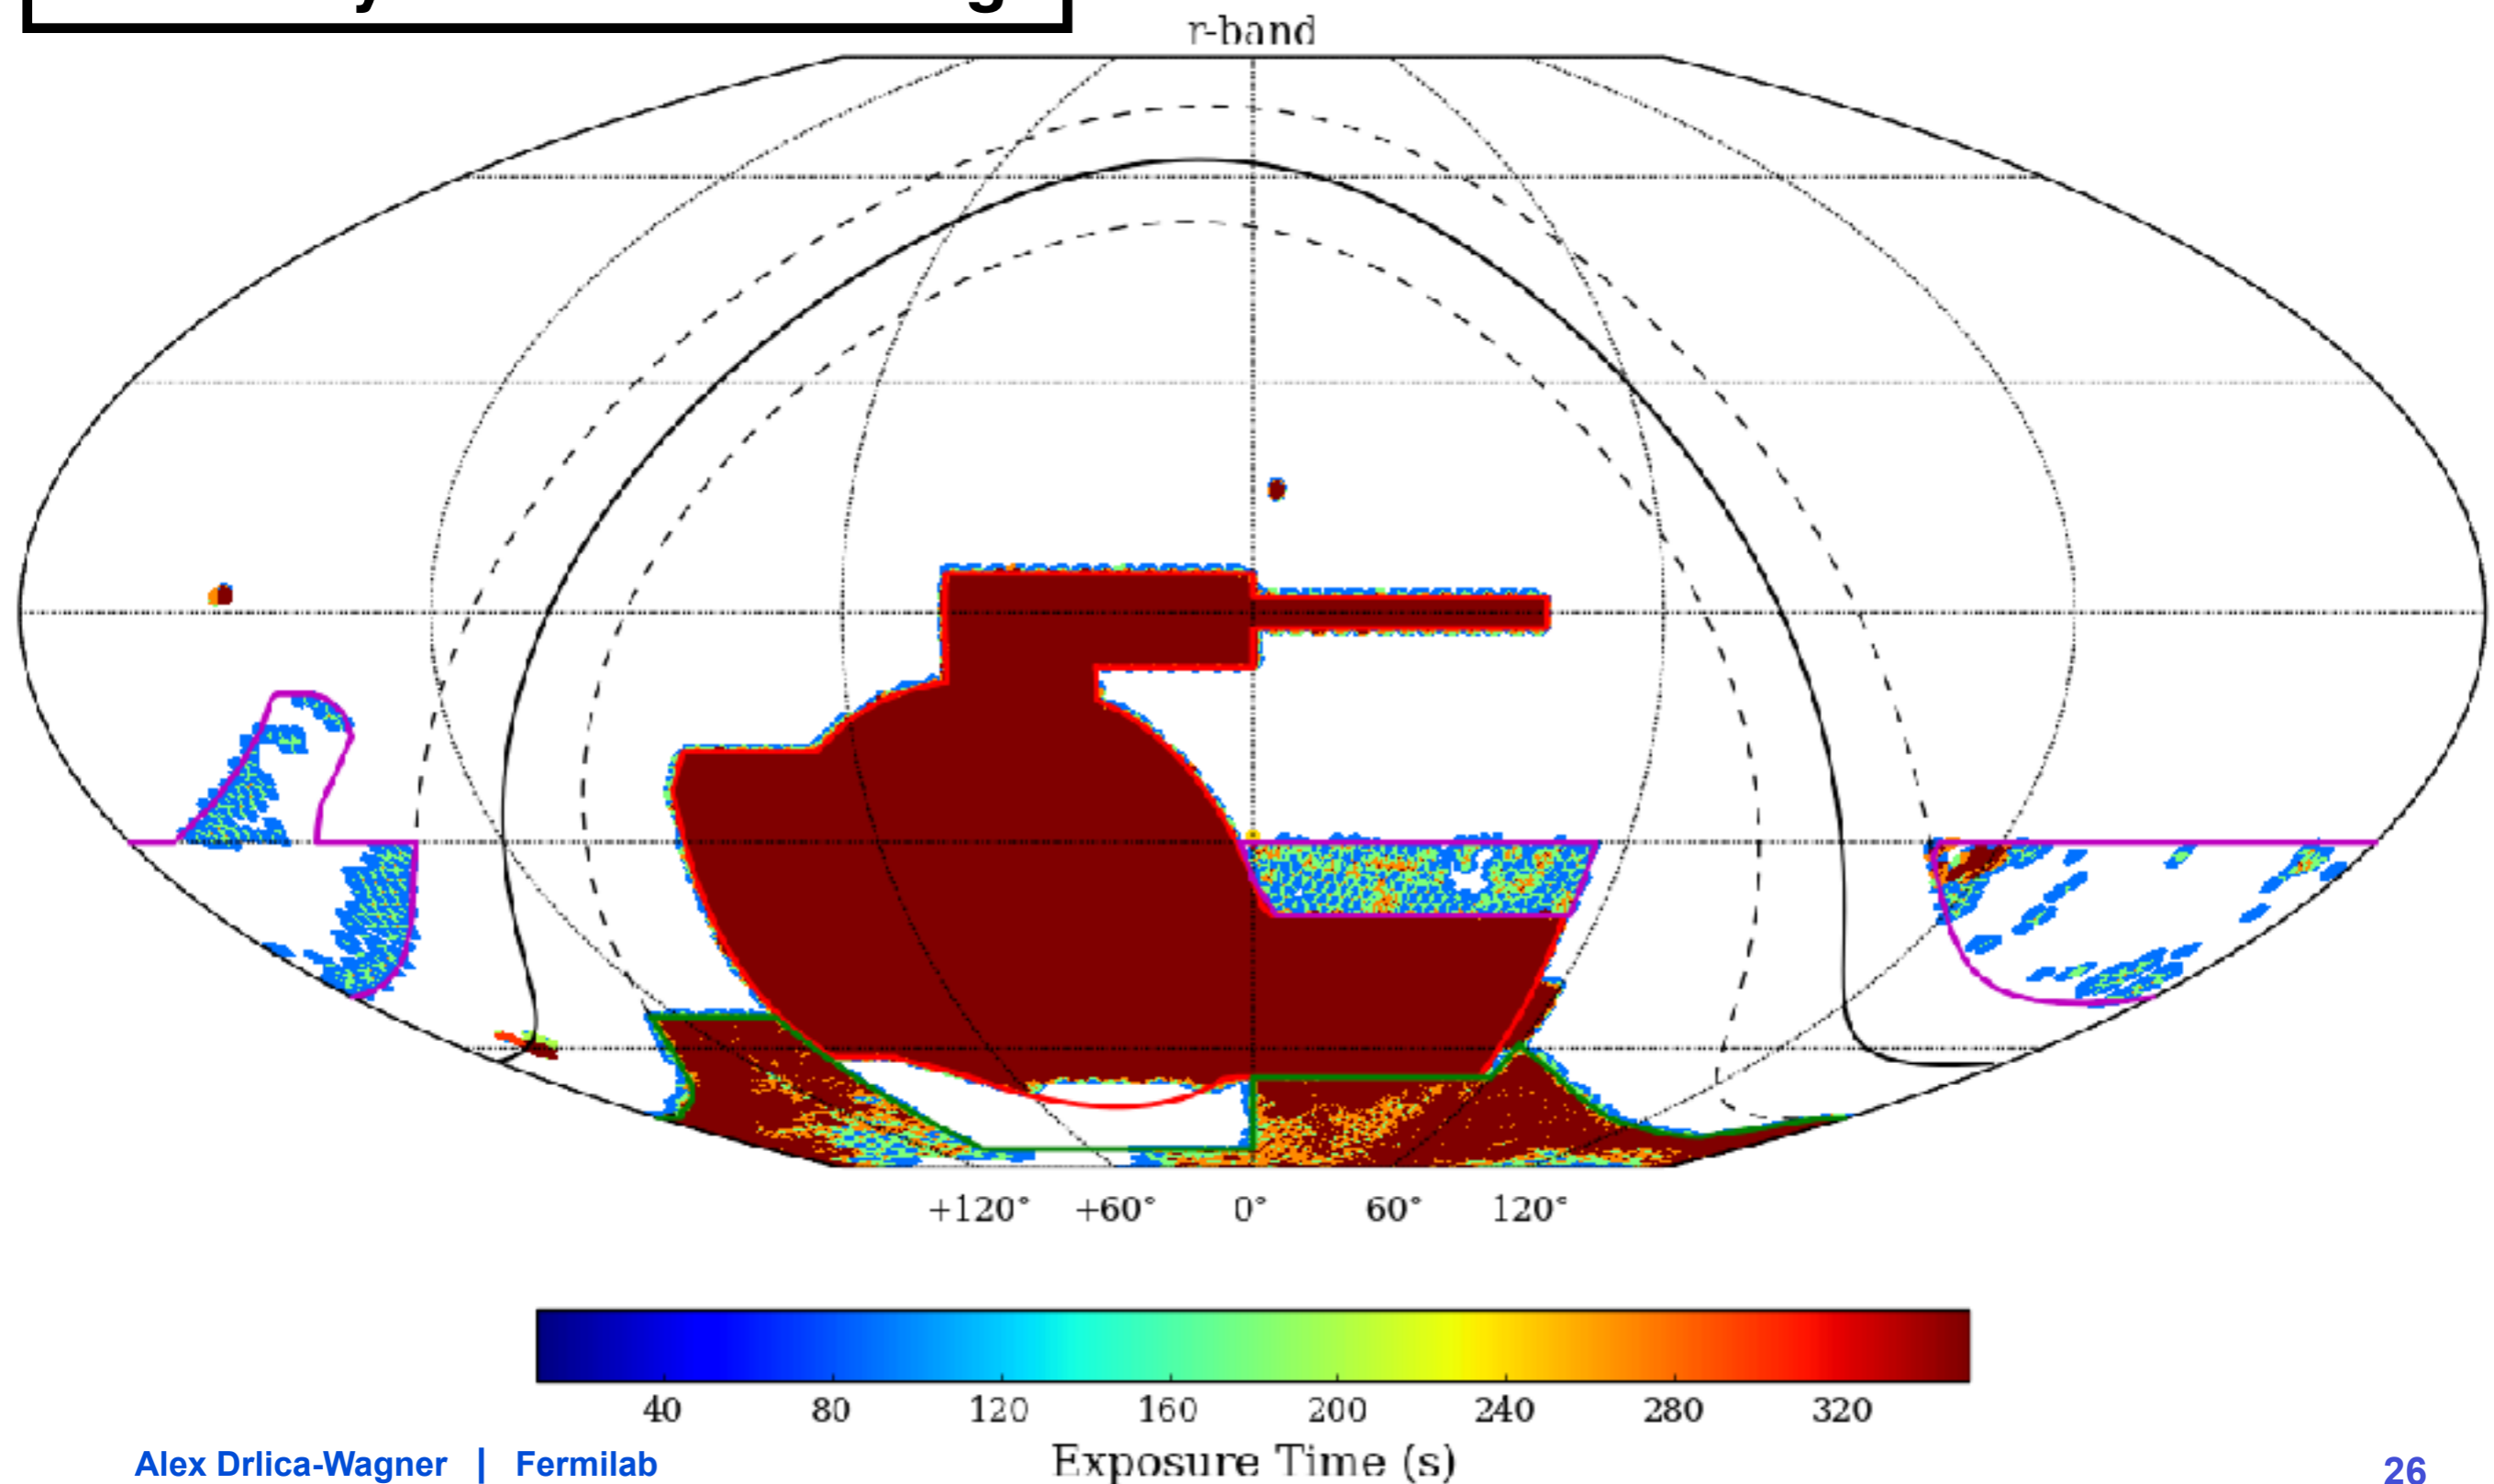 r-band
+120° +60° 0° 60° 120°
40 80 120 160 200 240 280 320
Exposure Time (s)
Alex Drlica-Wagner | Fermilab
26